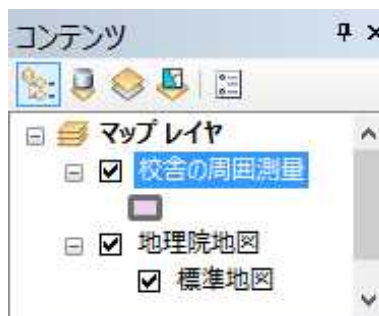 コンテンツ
マップ レイヤ
校舎の周囲測量
地理院地図
標準地図